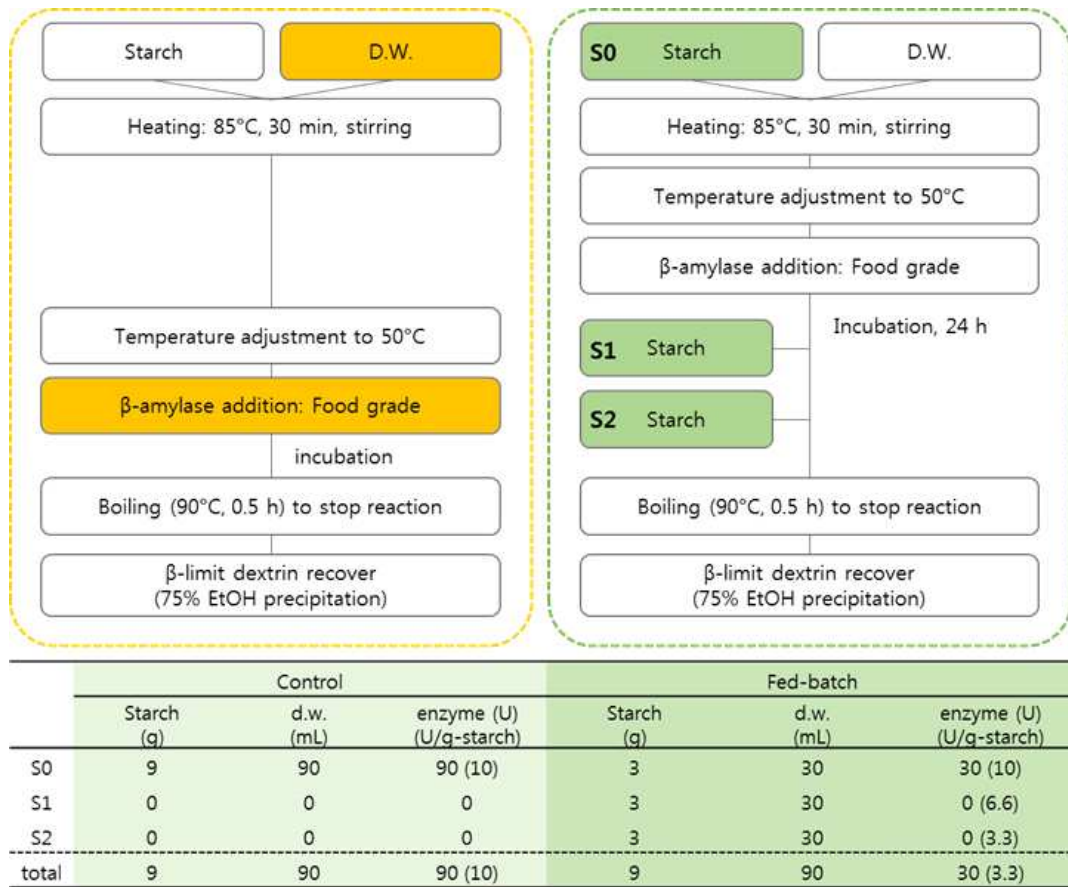 Starch
D.W.
Heating: 85°C, 30 min, stirring
Temperature adjustment to 50°C
β-amylase addition: Food grade
incubation
Boiling (90°C, 0.5 h) to stop reaction
β-limit dextrin recover
(75% EtOH precipitation)
S0 Starch
D.W.
Heating: 85°C, 30 min, stirring
Temperature adjustment to 50°C
β-amylase addition: Food grade
Incubation, 24 h
S1 Starch
S2 Starch
Boiling (90°C, 0.5 h) to stop reaction
β-limit dextrin recover
(75% EtOH precipitation)
Control Fed-batch
Starch d.w. enzyme (U) Starch d.w. enzyme (U)
(g) (mL) (U/g-starch) (g) (mL) (U/g-starch)
S0 9 90 90 (10) 3 30 30 (10)
S1 0 0 0 3 30 0 (6.6)
S2 0 0 0 3 30 0 (3.3)
total 9 90 90 (10) 9 90 30 (3.3)